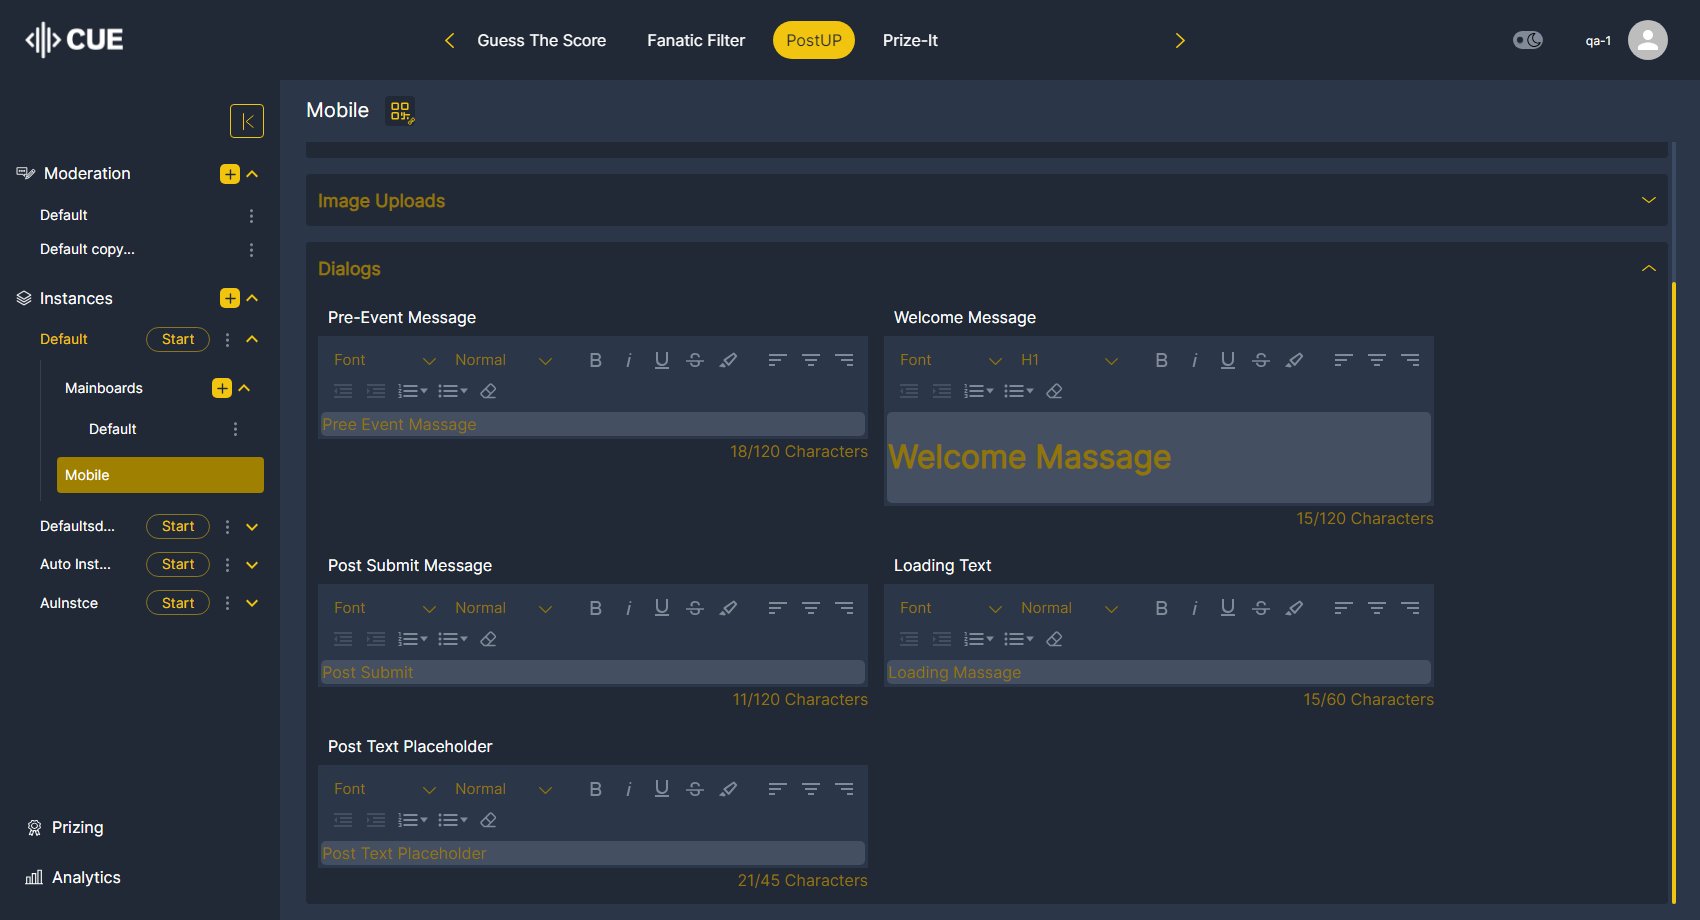 CUE
Guess The Score
Fanatic Filter
PostUP
Prize-It
qa-1
Mobile
Moderation
Default
Default copy...
Instances
Default
Start
Mainboards
Default
Mobile
Defaultsd...
Start
Auto Inst...
Start
AuInstce
Start
Prizing
Analytics
Image Uploads
Dialogs
Pre-Event Message
Font
Normal
Pree Event Massage
18/120 Characters
Welcome Message
Font
H1
Welcome Massage
15/120 Characters
Post Submit Message
Font
Normal
Post Submit
11/120 Characters
Loading Text
Font
Normal
Loading Massage
15/60 Characters
Post Text Placeholder
Font
Normal
Post Text Placeholder
21/45 Characters